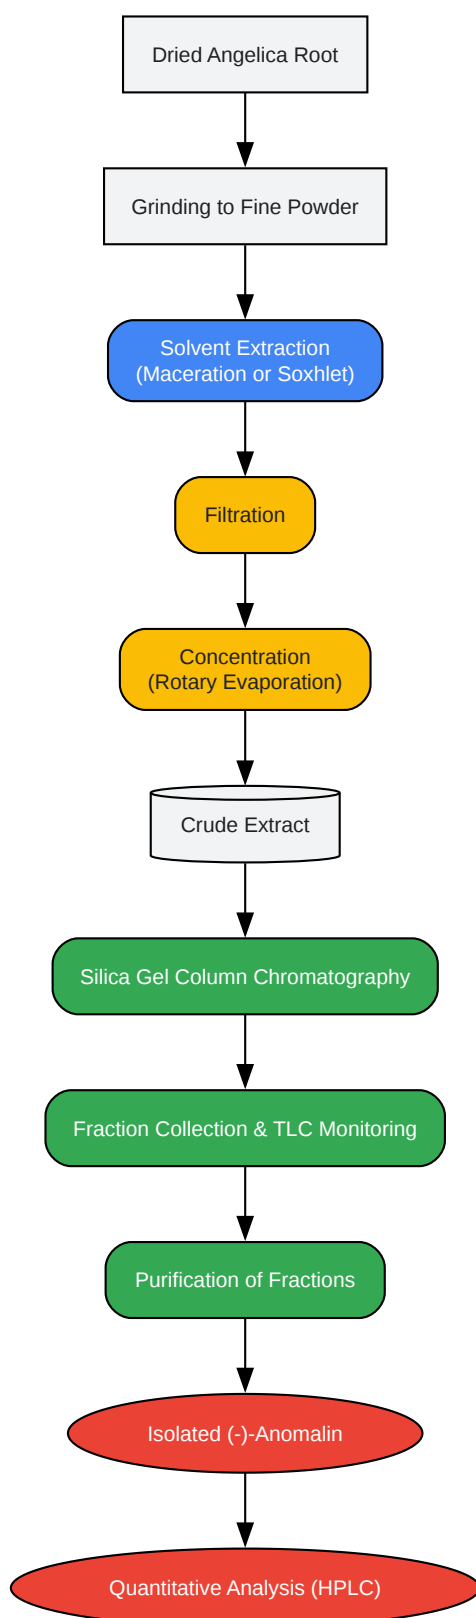 Dried Angelica Root
Grinding to Fine Powder
Solvent Extraction
(Maceration or Soxhlet)
Filtration
Concentration
(Rotary Evaporation)
Crude Extract
Silica Gel Column Chromatography
Fraction Collection & TLC Monitoring
Purification of Fractions
Isolated (-)-Anomalin
Quantitative Analysis (HPLC)